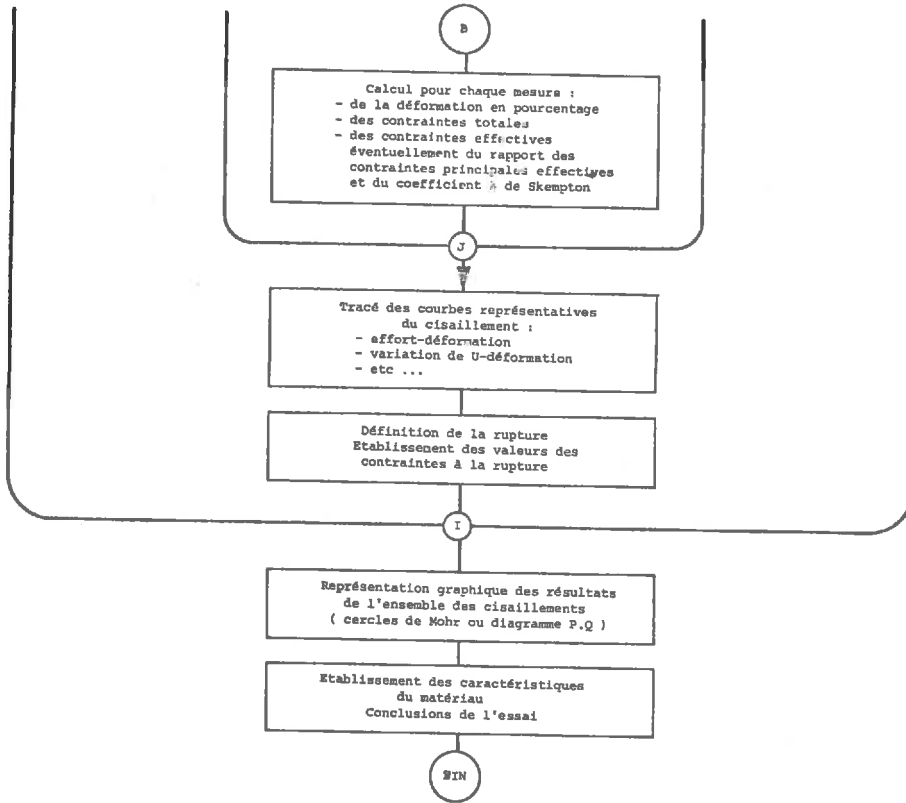 B
Calcul pour chaque mesure :
- de la déformation en pourcentage
- des contraintes totales
- des contraintes effectives
éventuellement du rapport des
contraintes principales effectives
et du coefficient A de Skempton
J
Tracé des courbes représentatives
du cisaillement :
- effort-déformation
- variation de U-déformation
- etc ...
Définition de la rupture
Etablissement des valeurs des
contraintes à la rupture
I
Représentation graphique des résultats
de l'ensemble des cisaillements
( cercles de Mohr ou diagramme P.Q )
Etablissement des caractéristiques
du matériau
Conclusions de l'essai
FIN